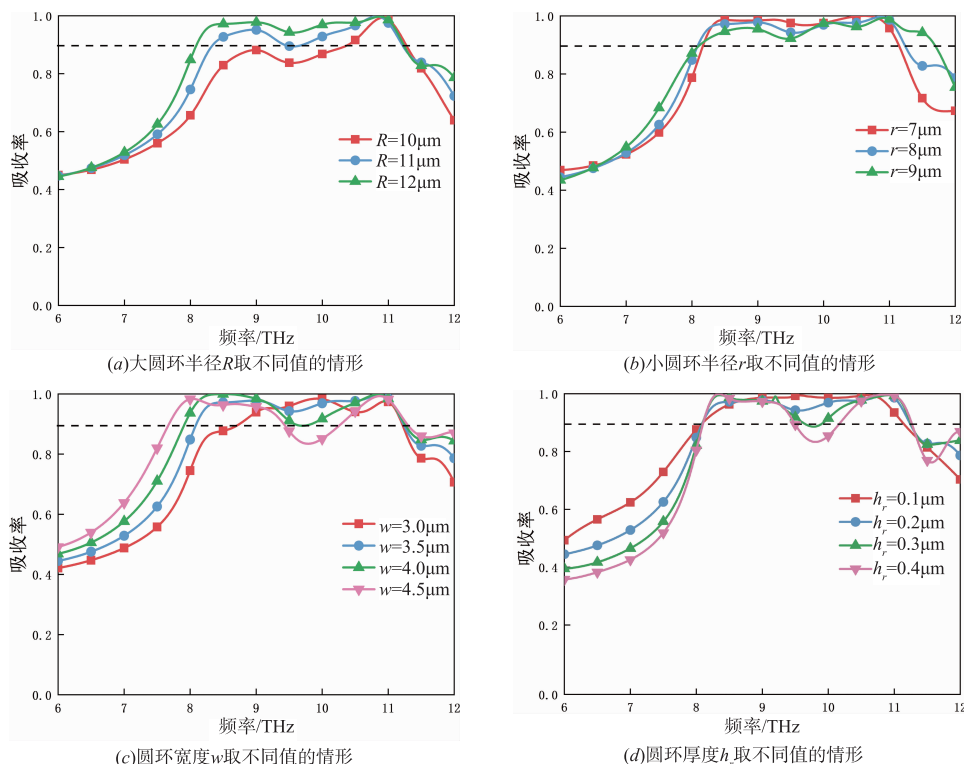 1.0
0.8
0.6
0.4
0.2
0.0
吸收率
R=10μm
R=11μm
R=12μm
6 7 8 9 10 11 12
频率/THz
(a)大圆环半径R取不同值的情形
1.0
0.8
0.6
0.4
0.2
0.0
吸收率
r=7μm
r=8μm
r=9μm
6 7 8 9 10 11 12
频率/THz
(b)小圆环半径r取不同值的情形
1.0
0.8
0.6
0.4
0.2
0.0
吸收率
w=3.0μm
w=3.5μm
w=4.0μm
w=4.5μm
6 7 8 9 10 11 12
频率/THz
(c)圆环宽度w取不同值的情形
1.0
0.8
0.6
0.4
0.2
0.0
吸收率
hr=0.1μm
hr=0.2μm
hr=0.3μm
hr=0.4μm
6 7 8 9 10 11 12
频率/THz
(d)圆环厚度hr取不同值的情形